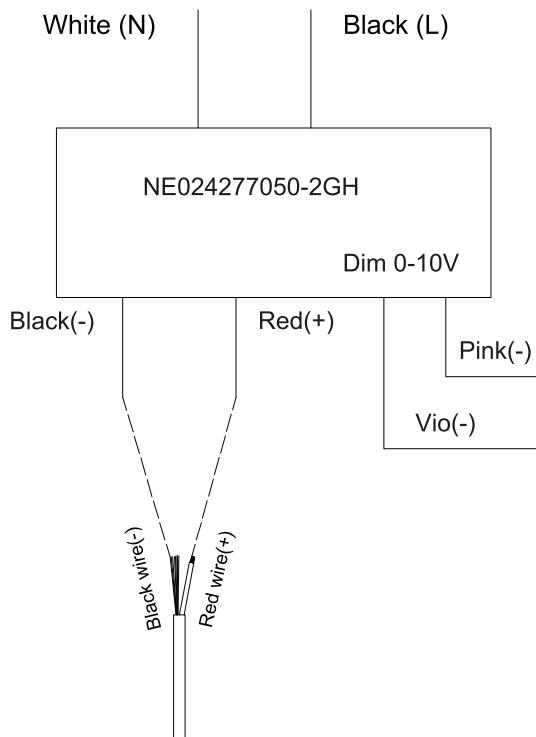 White (N)
Black (L)
NE024277050-2GH
Dim 0-10V
Black(-)
Red(+)
Pink(-)
Vio(-)
Black wire(-)
Red wire(+)